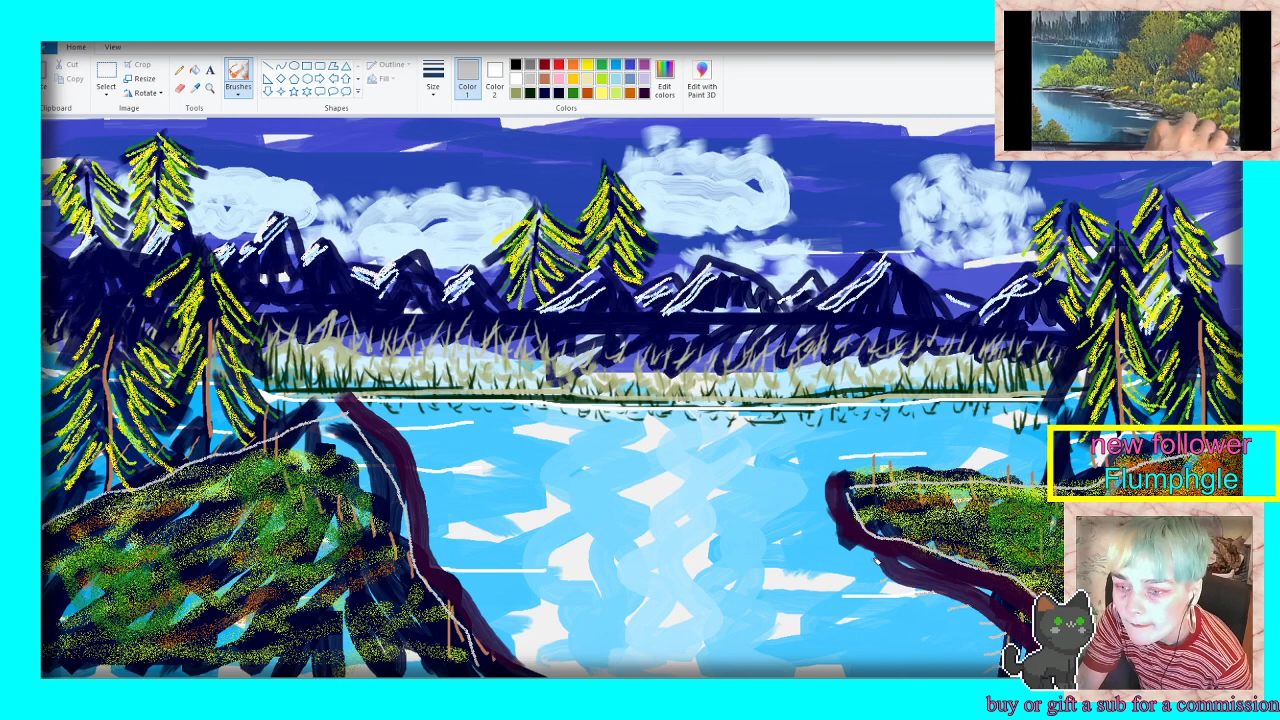 Home View
Cut
Copy
Clipboard
Select
Crop
Resize
Rotate
Image
A
Tools
Brushes
Outline
Fill
Shapes
Size
Color
1
Color
2
Edit
colors
Edit with
Paint 3D
Colors
new follower
Flumphgle
buy or gift a sub for a commission